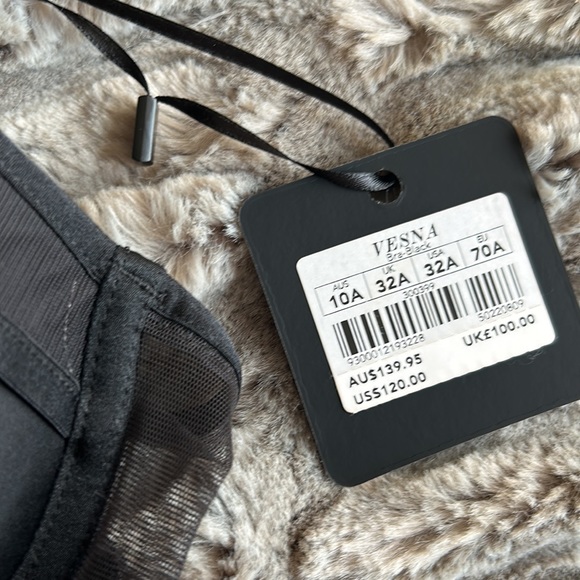 VESNA
Bra-Black
AUS UK USA EU
10A 32A 32A 70A
300399
9300012193228 50220809
AU$139.95 UK£100.00
US$120.00